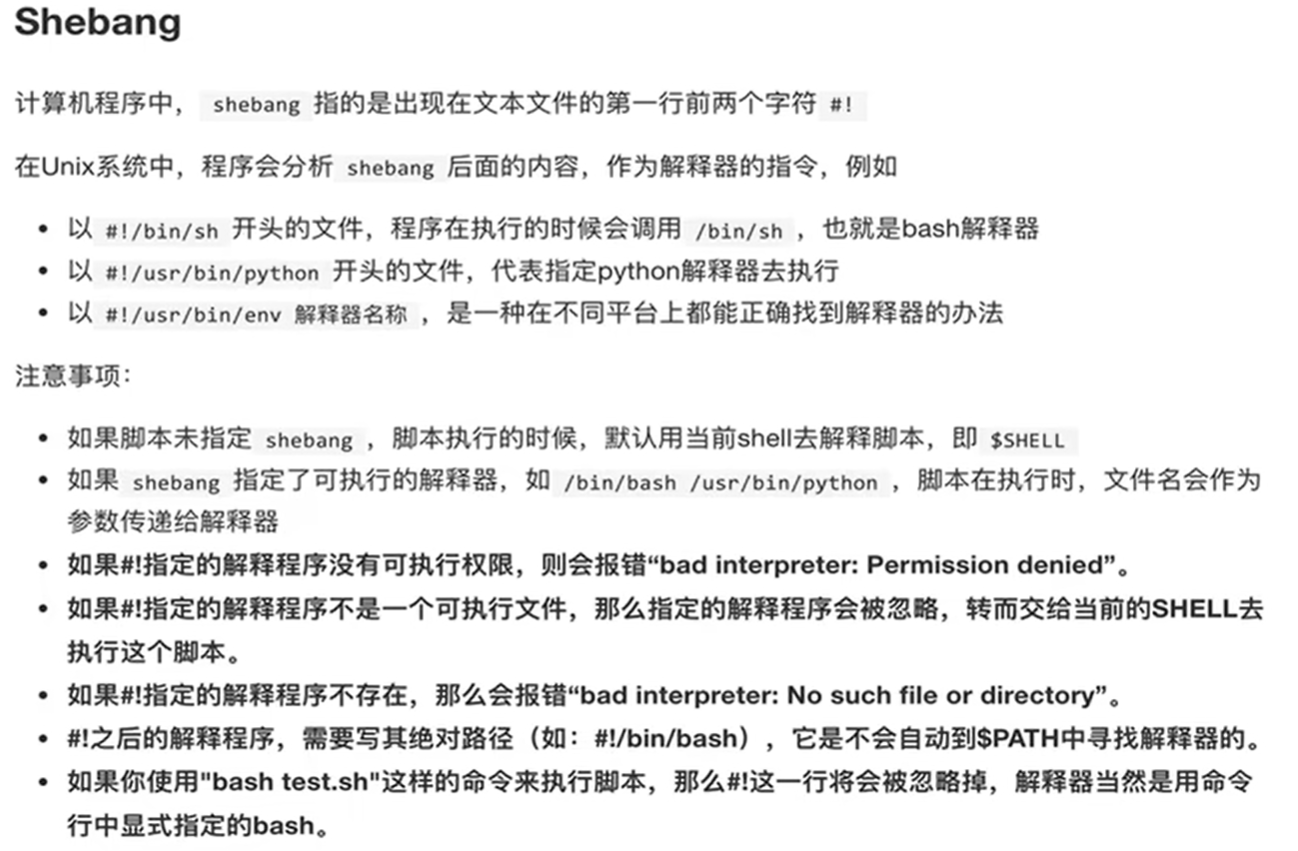 Shebang
计算机程序中， shebang 指的是出现在文本文件的第一行前两个字符 #!
在Unix系统中，程序会分析 shebang 后面的内容，作为解释器的指令，例如
• 以 #!/bin/sh 开头的文件，程序在执行的时候会调用 /bin/sh ，也就是bash解释器
• 以 #!/usr/bin/python 开头的文件，代表指定python解释器去执行
• 以 #!/usr/bin/env 解释器名称 ，是一种在不同平台上都能正确找到解释器的办法
注意事项：
• 如果脚本未指定 shebang ，脚本执行的时候，默认用当前shell去解释脚本，即 $SHELL
• 如果 shebang 指定了可执行的解释器，如 /bin/bash /usr/bin/python ，脚本在执行时，文件名会作为
参数传递给解释器
• 如果#!指定的解释程序没有可执行权限，则会报错“bad interpreter: Permission denied”。
• 如果#!指定的解释程序不是一个可执行文件，那么指定的解释程序会被忽略，转而交给当前的SHELL去
执行这个脚本。
• 如果#!指定的解释程序不存在，那么会报错“bad interpreter: No such file or directory”。
• #!之后的解释程序，需要写其绝对路径（如：#!/bin/bash），它是不会自动到$PATH中寻找解释器的。
• 如果你使用"bash test.sh"这样的命令来执行脚本，那么#!这一行将会被忽略掉，解释器当然是用命令
行中显式指定的bash。